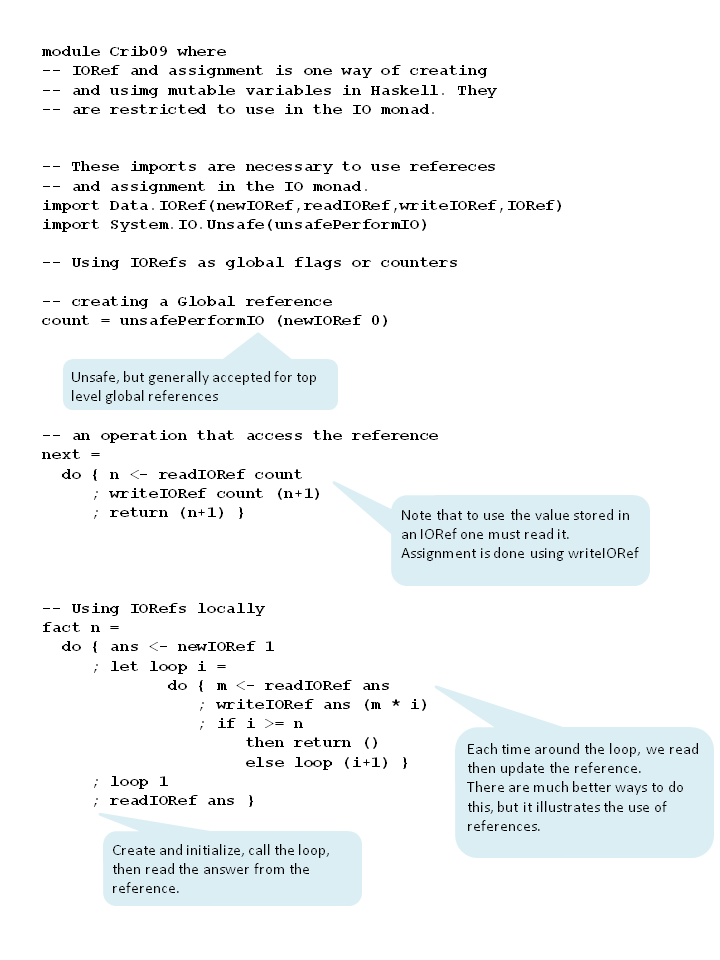 module Crib09 where
-- IORef and assignment is one way of creating
-- and usimg mutable variables in Haskell. They
-- are restricted to use in the IO monad.
-- These imports are necessary to use refereces
-- and assignment in the IO monad.
import Data.IORef(newIORef,readIORef,writeIORef,IORef)
import System.IO.Unsafe(unsafePerformIO)
-- Using IORefs as global flags or counters
-- creating a Global reference
count = unsafePerformIO (newIORef 0)
Unsafe, but generally accepted for top
level global references
-- an operation that access the reference
next =
  do { n <- readIORef count
     ; writeIORef count (n+1)
     ; return (n+1) }
Note that to use the value stored in
an IORef one must read it.
Assignment is done using writeIORef
-- Using IORefs locally
fact n =
  do { ans <- newIORef 1
     ; let loop i =
             do { m <- readIORef ans
                ; writeIORef ans (m * i)
                ; if i >= n
                     then return ()
                     else loop (i+1) }
     ; loop 1
     ; readIORef ans }
Each time around the loop, we read
then update the reference.
There are much better ways to do
this, but it illustrates the use of
references.
Create and initialize, call the loop,
then read the answer from the
reference.